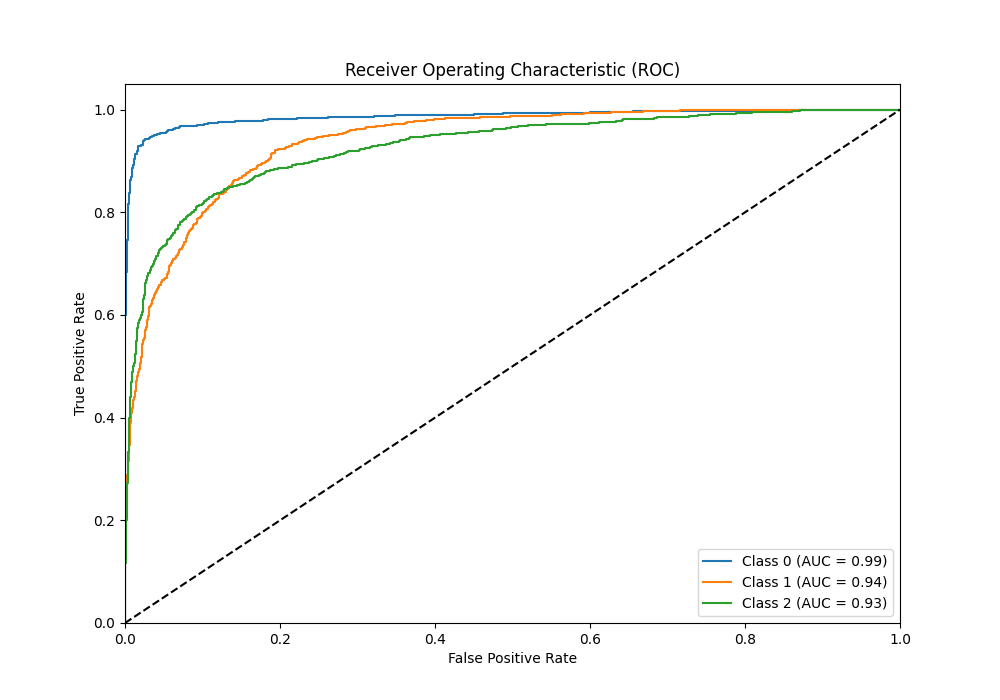 Receiver Operating Characteristic (ROC)
1.0
0.8
0.6
0.4
0.2
0.0
True Positive Rate
0.0 0.2 0.4 0.6 0.8 1.0
False Positive Rate
Class 0 (AUC = 0.99)
Class 1 (AUC = 0.94)
Class 2 (AUC = 0.93)